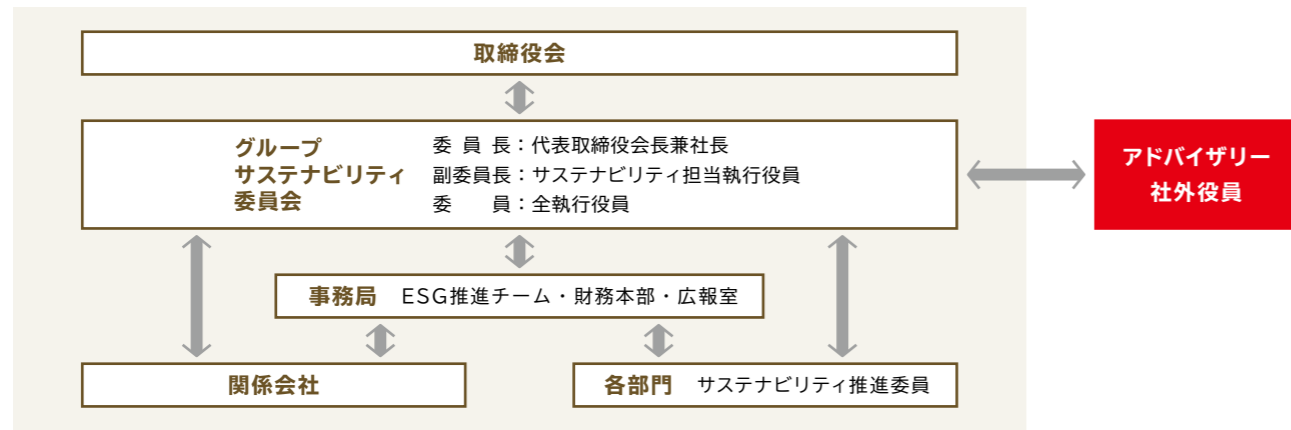 取締役会
グループ
サステナビリティ
委員会
委員長：代表取締役会長兼社長
副委員長：サステナビリティ担当執行役員
委員：全執行役員
アドバイザリー
社外役員
事務局 ESG推進チーム・財務本部・広報室
関係会社
各部門 サステナビリティ推進委員